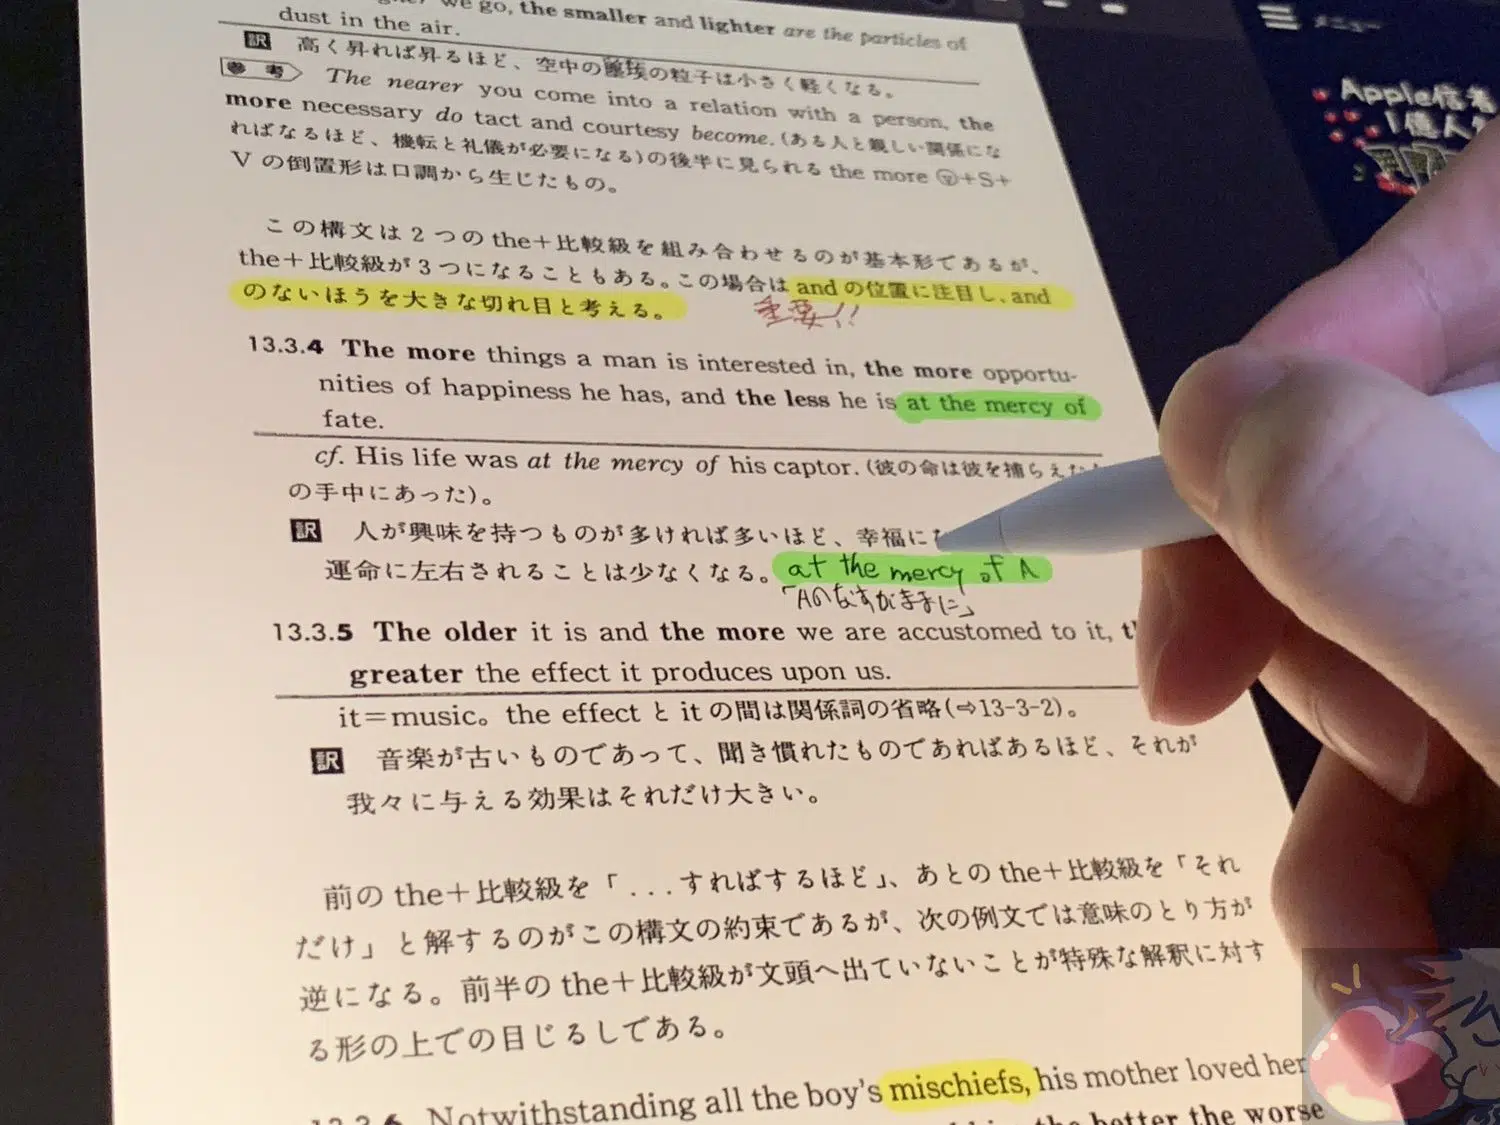 we go, the smaller and lighter are the particles of
dust in the air.
訳 高く昇れば昇るほど、空中の塵埃の粒子は小さく軽くなる。
参考 The nearer you come into a relation with a person, the
more necessary do tact and courtesy become. (ある人と親しい関係にな
ればなるほど、機転と礼儀が必要になる)の後半に見られる the more ⓥ+S+
V の倒置形は口調から生じたもの。
この構文は2つのthe+比較級を組み合わせるのが基本形であるが、
the+比較級が3つになることもある。この場合は and の位置に注目し、and
のないほうを大きな切れ目と考える。
重要!!
13.3.4 The more things a man is interested in, the more opportu-
nities of happiness he has, and the less he is at the mercy of
fate.
cf. His life was at the mercy of his captor. (彼の命は彼を捕らえた
の手中にあった)。
訳 人が興味を持つものが多ければ多いほど、幸福に
運命に左右されることは少なくなる。 at the mercy of A
「Aのなすがままに」
13.3.5 The older it is and the more we are accustomed to it,
greater the effect it produces upon us.
it=music。the effect と it の間は関係詞の省略(⇨13-3-2)。
訳 音楽が古いものであって、聞き慣れたものであればあるほど、それが
我々に与える効果はそれだけ大きい。
前の the+比較級を「...すればするほど」、あとの the+比較級を「それ
だけ」と解するのがこの構文の約束であるが、次の例文では意味のとり方が
逆になる。前半の the+比較級が文頭へ出ていないことが特殊な解釈に対す
る形の上での目じるしである。
13.3.6 Notwithstanding all the boy's mischiefs, his mother loved her
the better the worse
メニュー
Apple信者
1億人